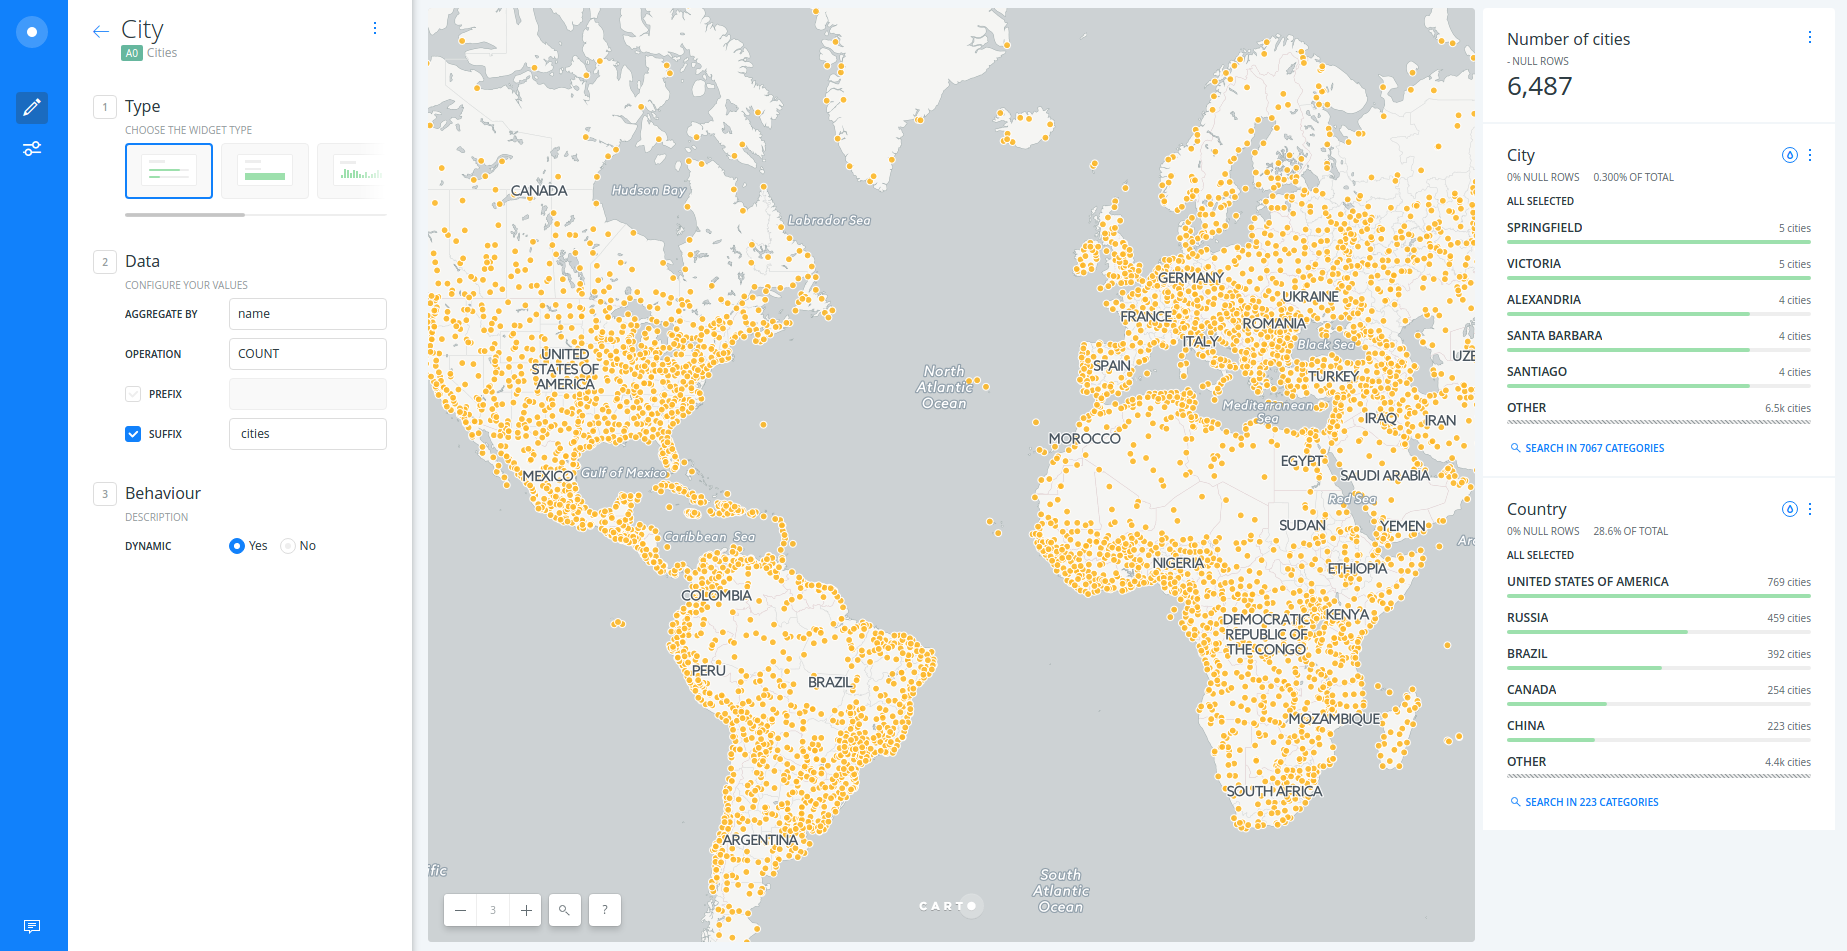 City
A0 Cities
1 Type
CHOOSE THE WIDGET TYPE
2 Data
CONFIGURE YOUR VALUES
AGGREGATE BY name
OPERATION COUNT
PREFIX
SUFFIX cities
3 Behaviour
DESCRIPTION
DYNAMIC Yes No
CANADA
Hudson Bay
Labrador Sea
GERMANY
UKRAINE
FRANCE
ROMANIA
ITALY
Black Sea
UZE
UNITED
STATES OF
AMERICA
SPAIN
TURKEY
North
Atlantic
Ocean
Mediterranean
Sea
IRAQ
IRAN
MOROCCO
EGYPT
SAUDI ARABIA
MEXICO
Gulf of Mexico
Red Sea
SUDAN
YEMEN
Caribbean Sea
Ar
NIGERIA
ETHIOPIA
COLOMBIA
DEMOCRATIC
REPUBLIC OF
THE CONGO
KENYA
PERU
BRAZIL
MOZAMBIQUE
SOUTH AFRICA
ARGENTINA
ific
South
Atlantic
Ocean
3
?
CARTO
Number of cities
- NULL ROWS
6,487
City
0% NULL ROWS 0.300% OF TOTAL
ALL SELECTED
SPRINGFIELD 5 cities
VICTORIA 5 cities
ALEXANDRIA 4 cities
SANTA BARBARA 4 cities
SANTIAGO 4 cities
OTHER 6.5k cities
SEARCH IN 7067 CATEGORIES
Country
0% NULL ROWS 28.6% OF TOTAL
ALL SELECTED
UNITED STATES OF AMERICA 769 cities
RUSSIA 459 cities
BRAZIL 392 cities
CANADA 254 cities
CHINA 223 cities
OTHER 4.4k cities
SEARCH IN 223 CATEGORIES